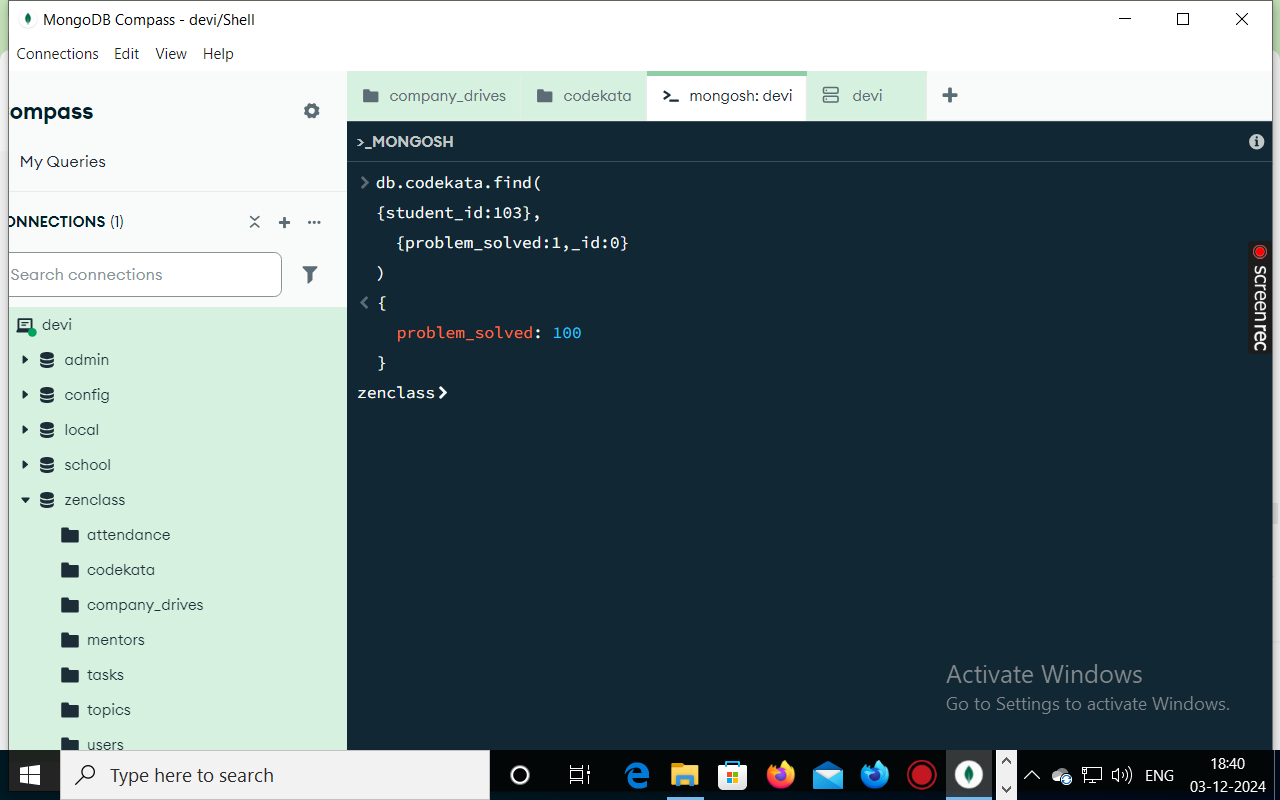 MongoDB Compass - devi/Shell
Connections Edit View Help
ompass
My Queries
ONNECTIONS (1)
Search connections
devi
admin
config
local
school
zenclass
attendance
codekata
company_drives
mentors
tasks
topics
users
company_drives codekata >_ mongosh: devi devi
>_MONGOSH
db.codekata.find(
{student_id:103},
{problem_solved:1,_id:0}
)
{
problem_solved: 100
}
zenclass>
screenrec
Activate Windows
Go to Settings to activate Windows.
Type here to search
ENG
18:40
03-12-2024